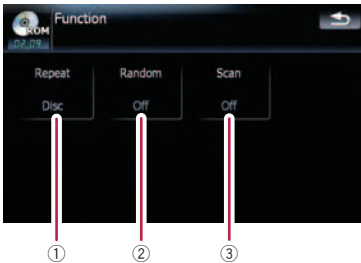 Function
ROM
02.09
Repeat Random Scan
Disc Off Off
① ② ③